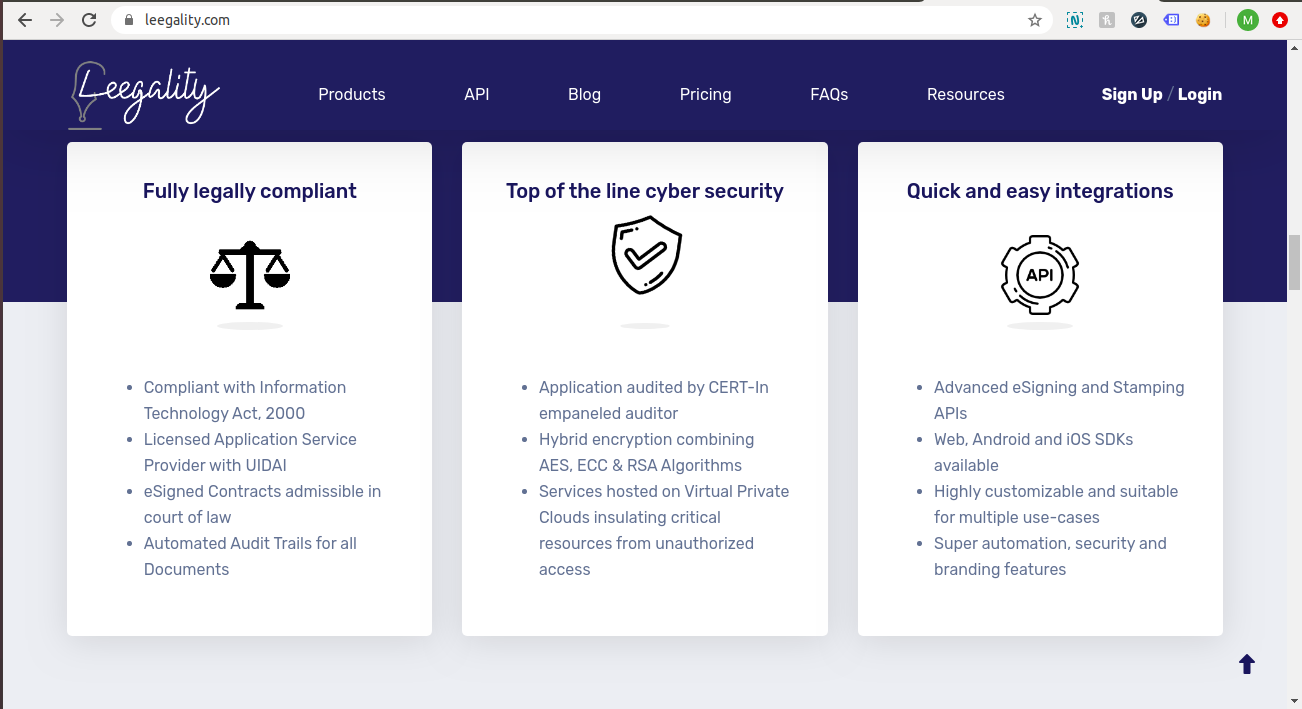 leegality.com
M
Leegality
Products API Blog Pricing FAQs Resources Sign Up / Login
Fully legally compliant
Compliant with Information
Technology Act, 2000
Licensed Application Service
Provider with UIDAI
eSigned Contracts admissible in
court of law
Automated Audit Trails for all
Documents
Top of the line cyber security
Application audited by CERT-In
empaneled auditor
Hybrid encryption combining
AES, ECC & RSA Algorithms
Services hosted on Virtual Private
Clouds insulating critical
resources from unauthorized
access
Quick and easy integrations
API
Advanced eSigning and Stamping
APIs
Web, Android and iOS SDKs
available
Highly customizable and suitable
for multiple use-cases
Super automation, security and
branding features